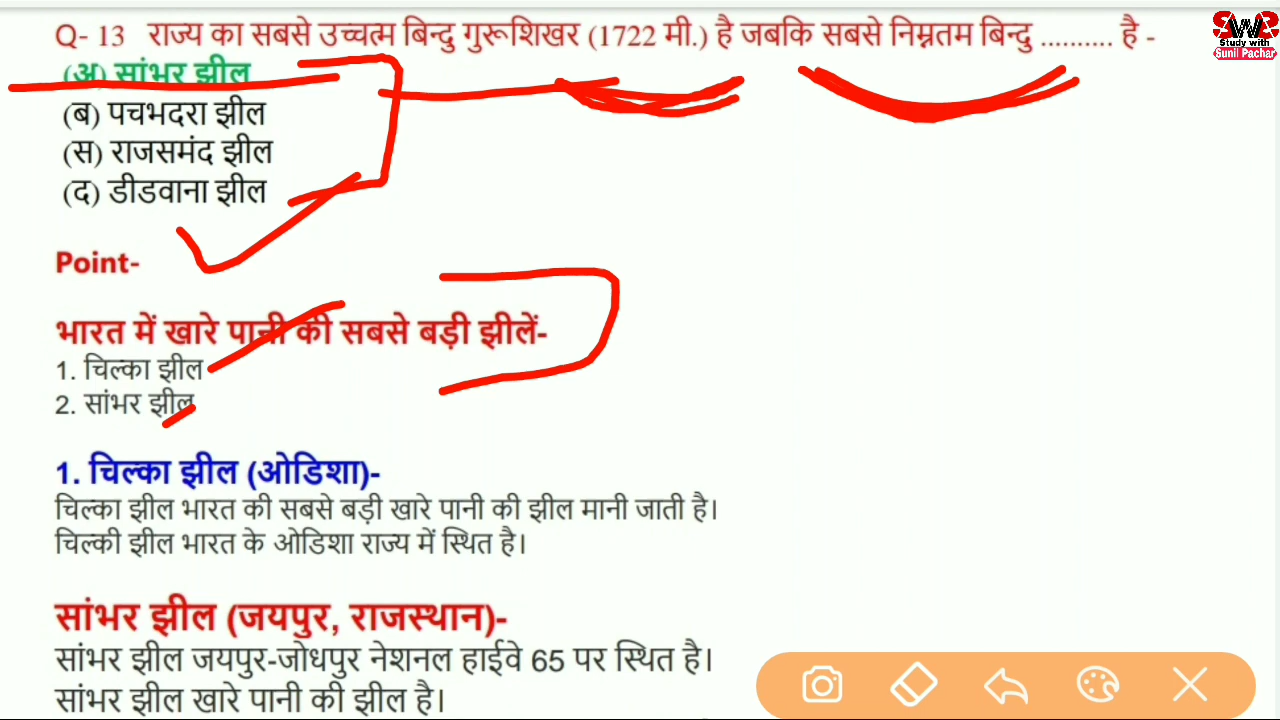 Q- 13 राज्य का सबसे उच्चत्म बिन्दु गुरूशिखर (1722 मी.) है जबकि सबसे निम्नतम बिन्दु .......... है -
SWS
Study with
Sunil Pachar
(अ) सांभर झील
(ब) पचभदरा झील
(स) राजसमंद झील
(द) डीडवाना झील
Point-
भारत में खारे पानी की सबसे बड़ी झीलें-
1. चिल्का झील
2. सांभर झील
1. चिल्का झील (ओडिशा)-
चिल्का झील भारत की सबसे बड़ी खारे पानी की झील मानी जाती है।
चिल्की झील भारत के ओडिशा राज्य में स्थित है।
सांभर झील (जयपुर, राजस्थान)-
सांभर झील जयपुर-जोधपुर नेशनल हाईवे 65 पर स्थित है।
सांभर झील खारे पानी की झील है।